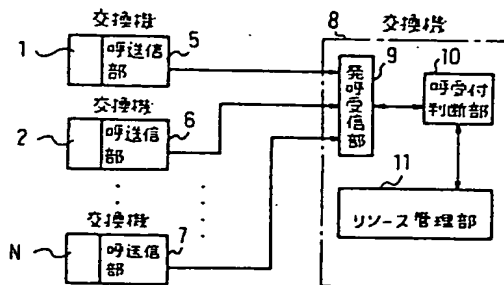 交換機
1
呼送信部
5
交換機
2
呼送信部
6
交換機
N
呼送信部
7
8
交換機
発呼受信部
9
10
呼受付判断部
11
リソース管理部